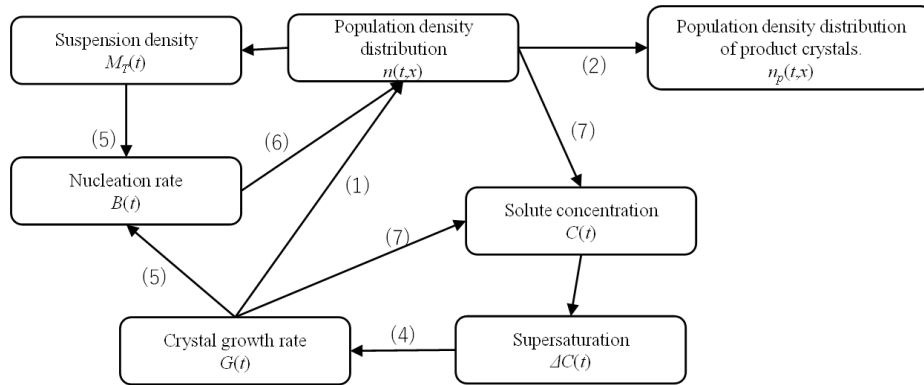 Suspension density
M_T(t)
Population density
distribution
n(t,x)
(2)
Population density distribution
of product crystals.
n_p(t,x)
(5)
(6)
(7)
(1)
Nucleation rate
B(t)
Solute concentration
C(t)
(7)
(5)
Crystal growth rate
G(t)
(4)
Supersaturation
ΔC(t)